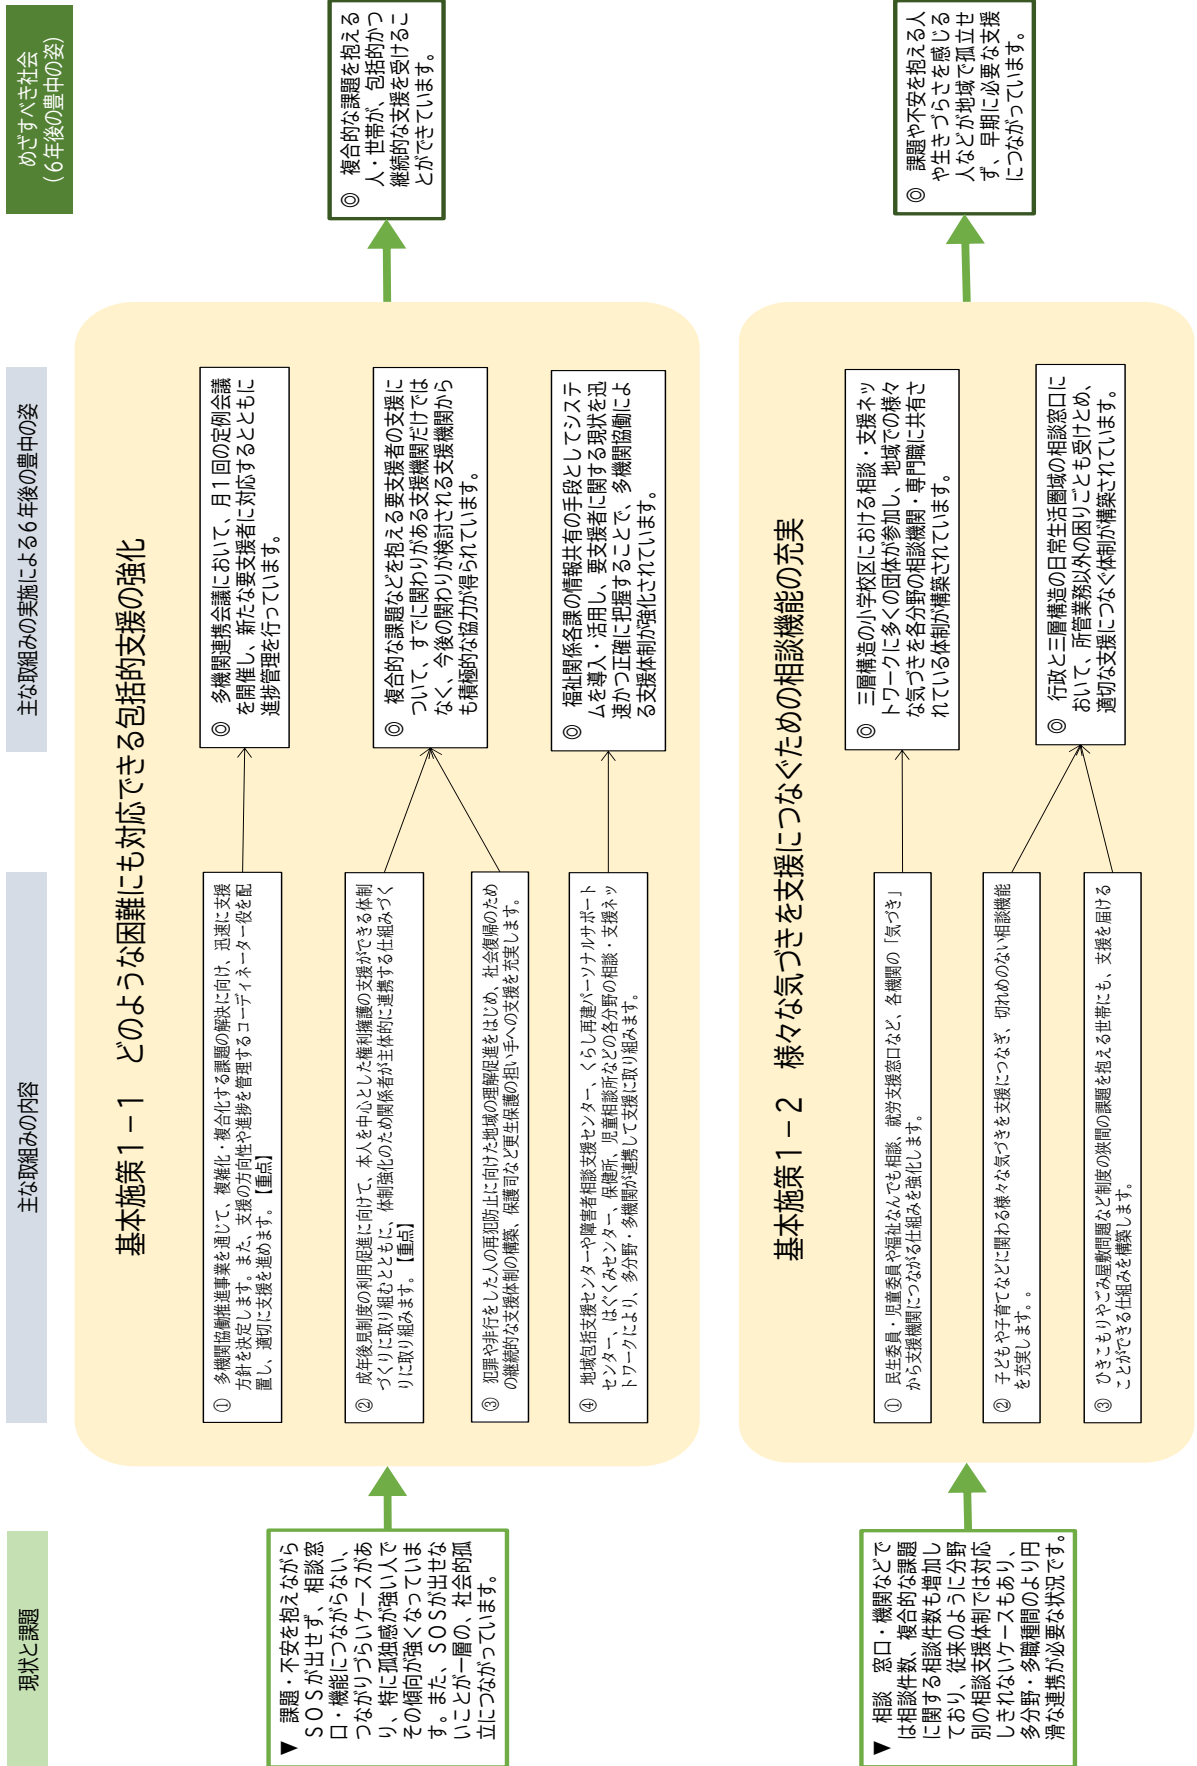 現状と課題
主な取組みの内容
主な取組みの実施による6年後の豊中の姿
めざすべき社会
(6年後の豊中の姿)
▼ 課題・不安を抱えながら
SOSが出せず、相談窓
口・機能につながらない、
つながりづらいケースがあ
り、特に孤独感が強い人で
その傾向が強くなっていま
す。また、SOSが出せな
いことが一層の、社会的孤
立につながっています。
基本施策1-1 どのような困難にも対応できる包括的支援の強化
① 多機関協働推進事業を通じて、複雑化・複合化する課題の解決に向け、迅速に支援
方針を決定します。また、支援の方向性や進捗を管理するコーディネーター役を配
置し、適切に支援を進めます。【重点】
② 成年後見制度の利用促進に向けて、本人を中心とした権利擁護の支援ができる体制
づくりに取り組むとともに、体制強化のため関係者が主体的に連携する仕組みづく
りに取り組みます。【重点】
③ 犯罪や非行をした人の再犯防止に向けた地域の理解促進をはじめ、社会復帰のため
の継続的な支援体制の構築、保護司など更生保護の担い手への支援を充実します。
④ 地域包括支援センターや障害者相談支援センター、くらし再建パーソナルサポート
センター、はぐくみセンター、保健所、児童相談所などの各分野の相談・支援ネッ
トワークにより、多分野・多機関が連携して支援に取り組みます。
◎ 多機関連携会議において、月1回の定例会議
を開催し、新たな要支援者に対応するとともに
進捗管理を行っています。
◎ 複合的な課題などを抱える要支援者の支援に
ついて、すでに関わりがある支援機関だけでは
なく、今後の関わりが検討される支援機関から
も積極的な協力が得られています。
◎ 福祉関係各課の情報共有の手段としてシステ
ムを導入・活用し、要支援者に関する現状を迅
速かつ正確に把握することで、多機関協働によ
る支援体制が強化されています。
◎ 複合的な課題を抱える
人・世帯が、包括的かつ
継続的な支援を受けるこ
とができています。
▼ 相談 窓口・機関などで
は相談件数、複合的な課題
に関する相談件数も増加し
ており、従来のように分野
別の相談支援体制では対応
しきれないケースもあり、
多分野・多職種間のより円
滑な連携が必要な状況です。
基本施策1-2 様々な気づきを支援につなぐための相談機能の充実
① 民生委員・児童委員や福祉なんでも相談、就労支援窓口など、各機関の「気づき」
から支援機関につながる仕組みを強化します。
② 子どもや子育てなどに関わる様々な気づきを支援につなぎ、切れめのない相談機能
を充実します。。
③ ひきこもりやごみ屋敷問題など制度の狭間の課題を抱える世帯にも、支援を届ける
ことができる仕組みを構築します。
◎ 三層構造の小学校区における相談・支援ネッ
トワークに多くの団体が参加し、地域での様々
な気づきを各分野の相談機関・専門職に共有さ
れている体制が構築されています。
◎ 行政と三層構造の日常生活圏域の相談窓口に
おいて、所管業務以外の困りごとも受けとめ、
適切な支援につなぐ体制が構築されています。
◎ 課題や不安を抱える人
や生きづらさを感じる
人などが地域で孤立せ
ず、早期に必要な支援
につながっています。